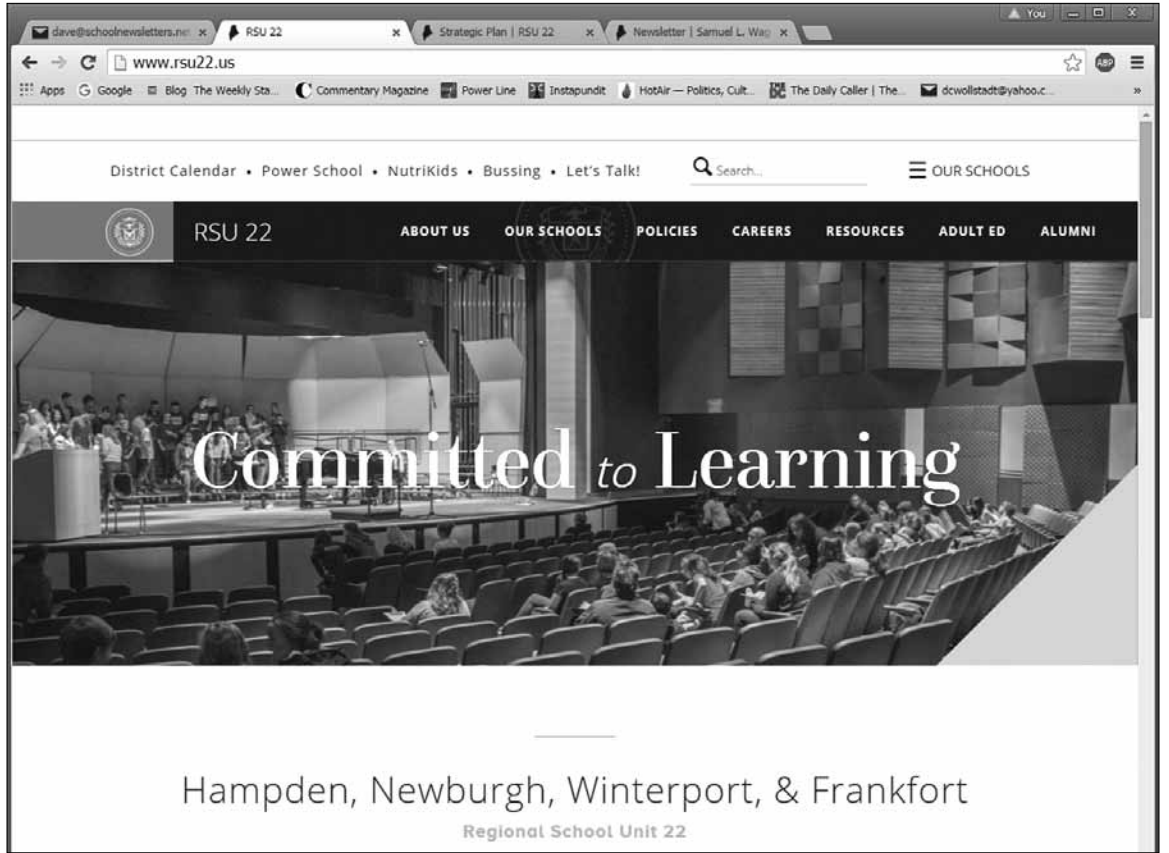 You
dave@schoolnewsletters.net RSU 22 Strategic Plan | RSU 22 Newsletter | Samuel L. Wag
www.rsu22.us ABP
Apps Google Blog The Weekly Sta... Commentary Magazine Power Line Instapundit HotAir — Politics, Cult... The Daily Caller | The... dcwollstadt@yahoo.c... »
District Calendar • Power School • NutriKids • Bussing • Let's Talk! Search... OUR SCHOOLS
RSU 22 ABOUT US OUR SCHOOLS POLICIES CAREERS RESOURCES ADULT ED ALUMNI
Committed to Learning
Hampden, Newburgh, Winterport, & Frankfort
Regional School Unit 22